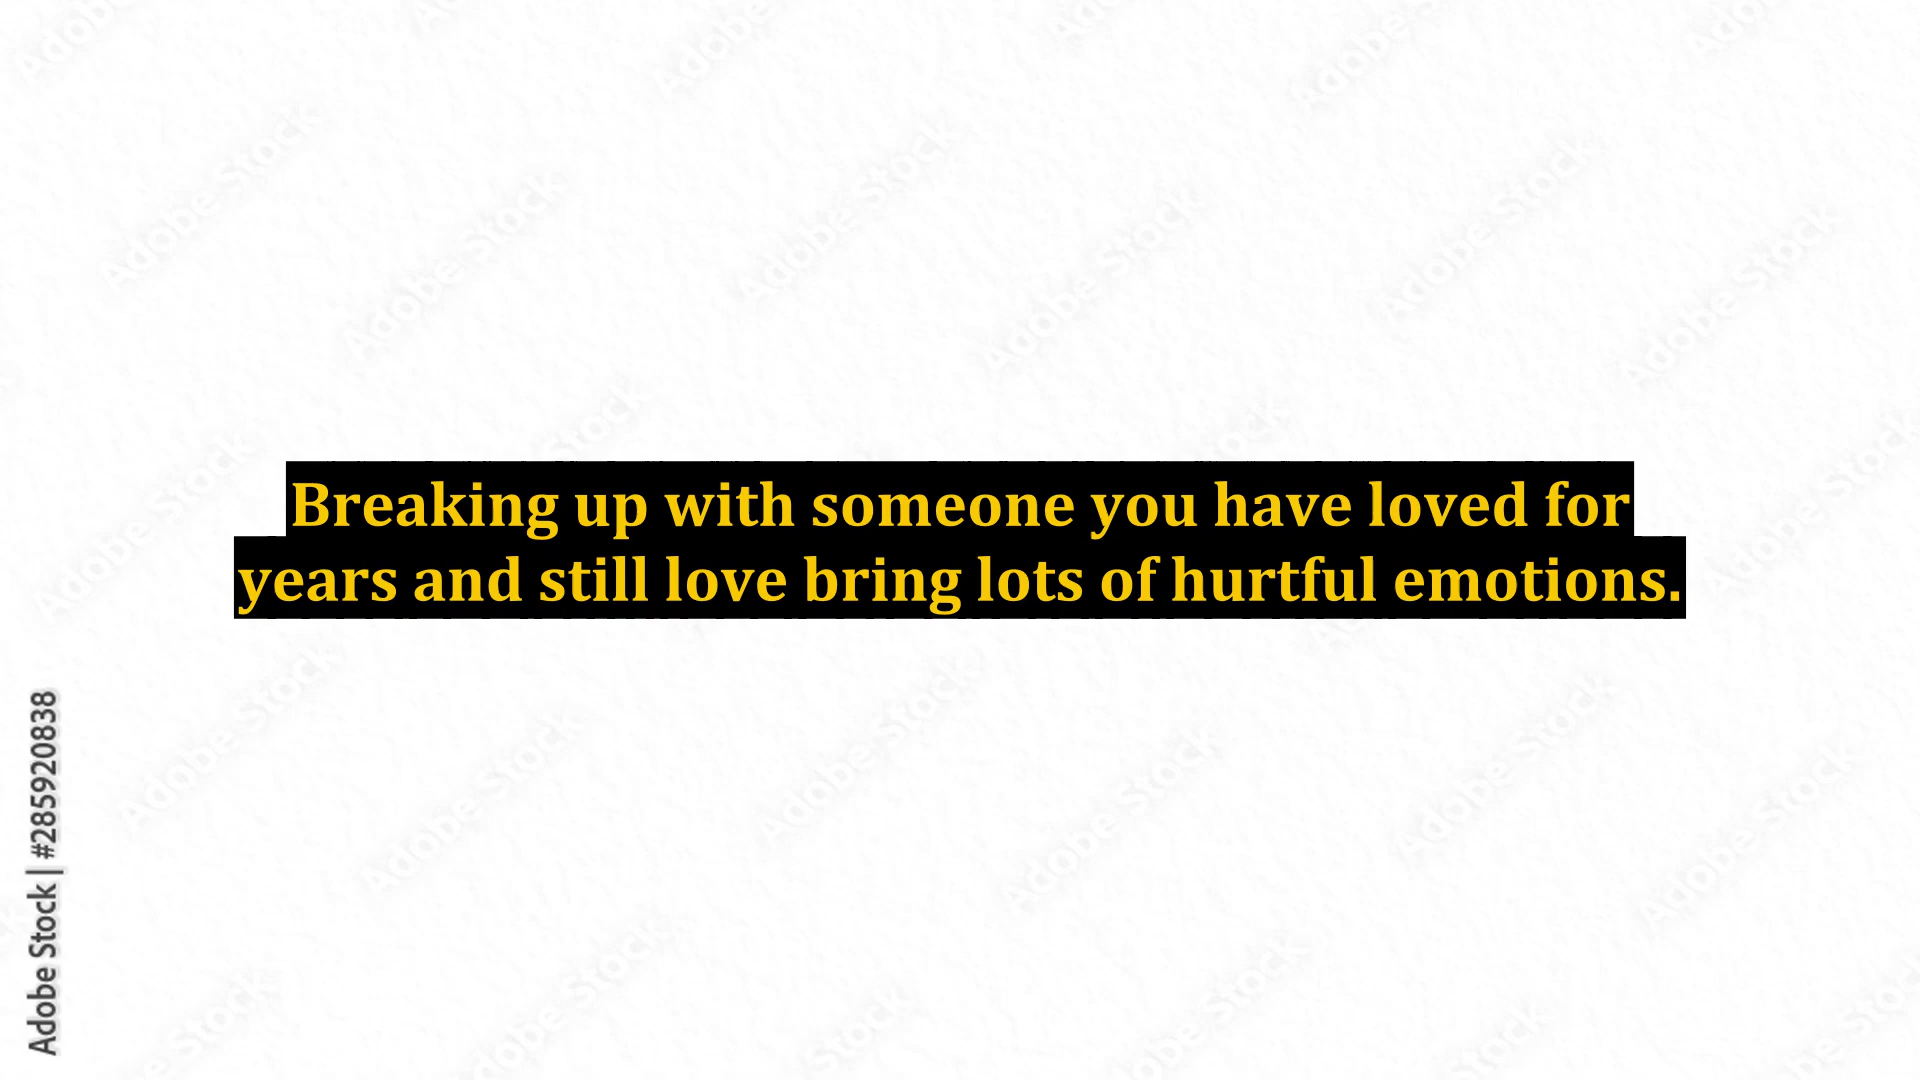 Breaking up with someone you have loved for
years and still love bring lots of hurtful emotions.
Adobe Stock | #285920838